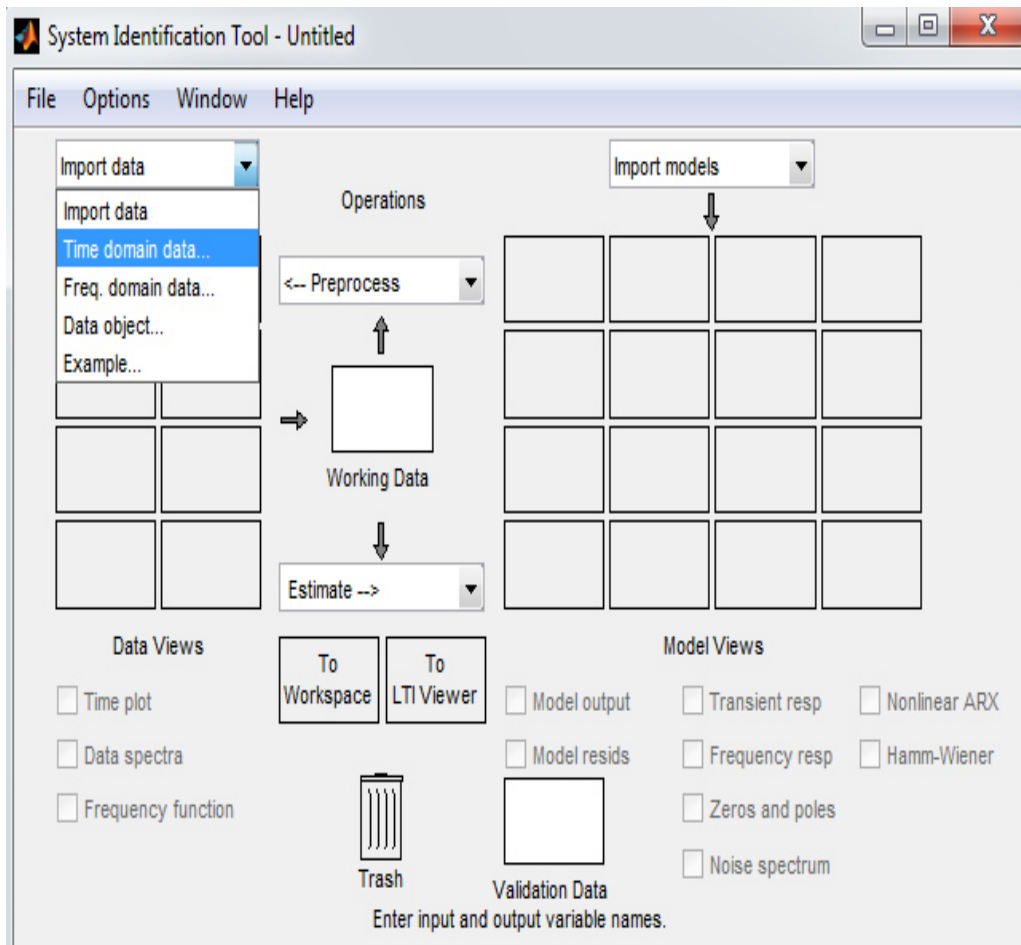 System Identification Tool - Untitled
File Options Window Help
Import data
Import models
Operations
Import data
Time domain data...
Freq. domain data...
Data object...
Example...
<-- Preprocess
Working Data
Estimate -->
Data Views
To Workspace
To LTI Viewer
Model Views
Time plot
Data spectra
Frequency function
Model output
Model resids
Transient resp
Frequency resp
Zeros and poles
Noise spectrum
Nonlinear ARX
Hamm-Wiener
Trash
Validation Data
Enter input and output variable names.